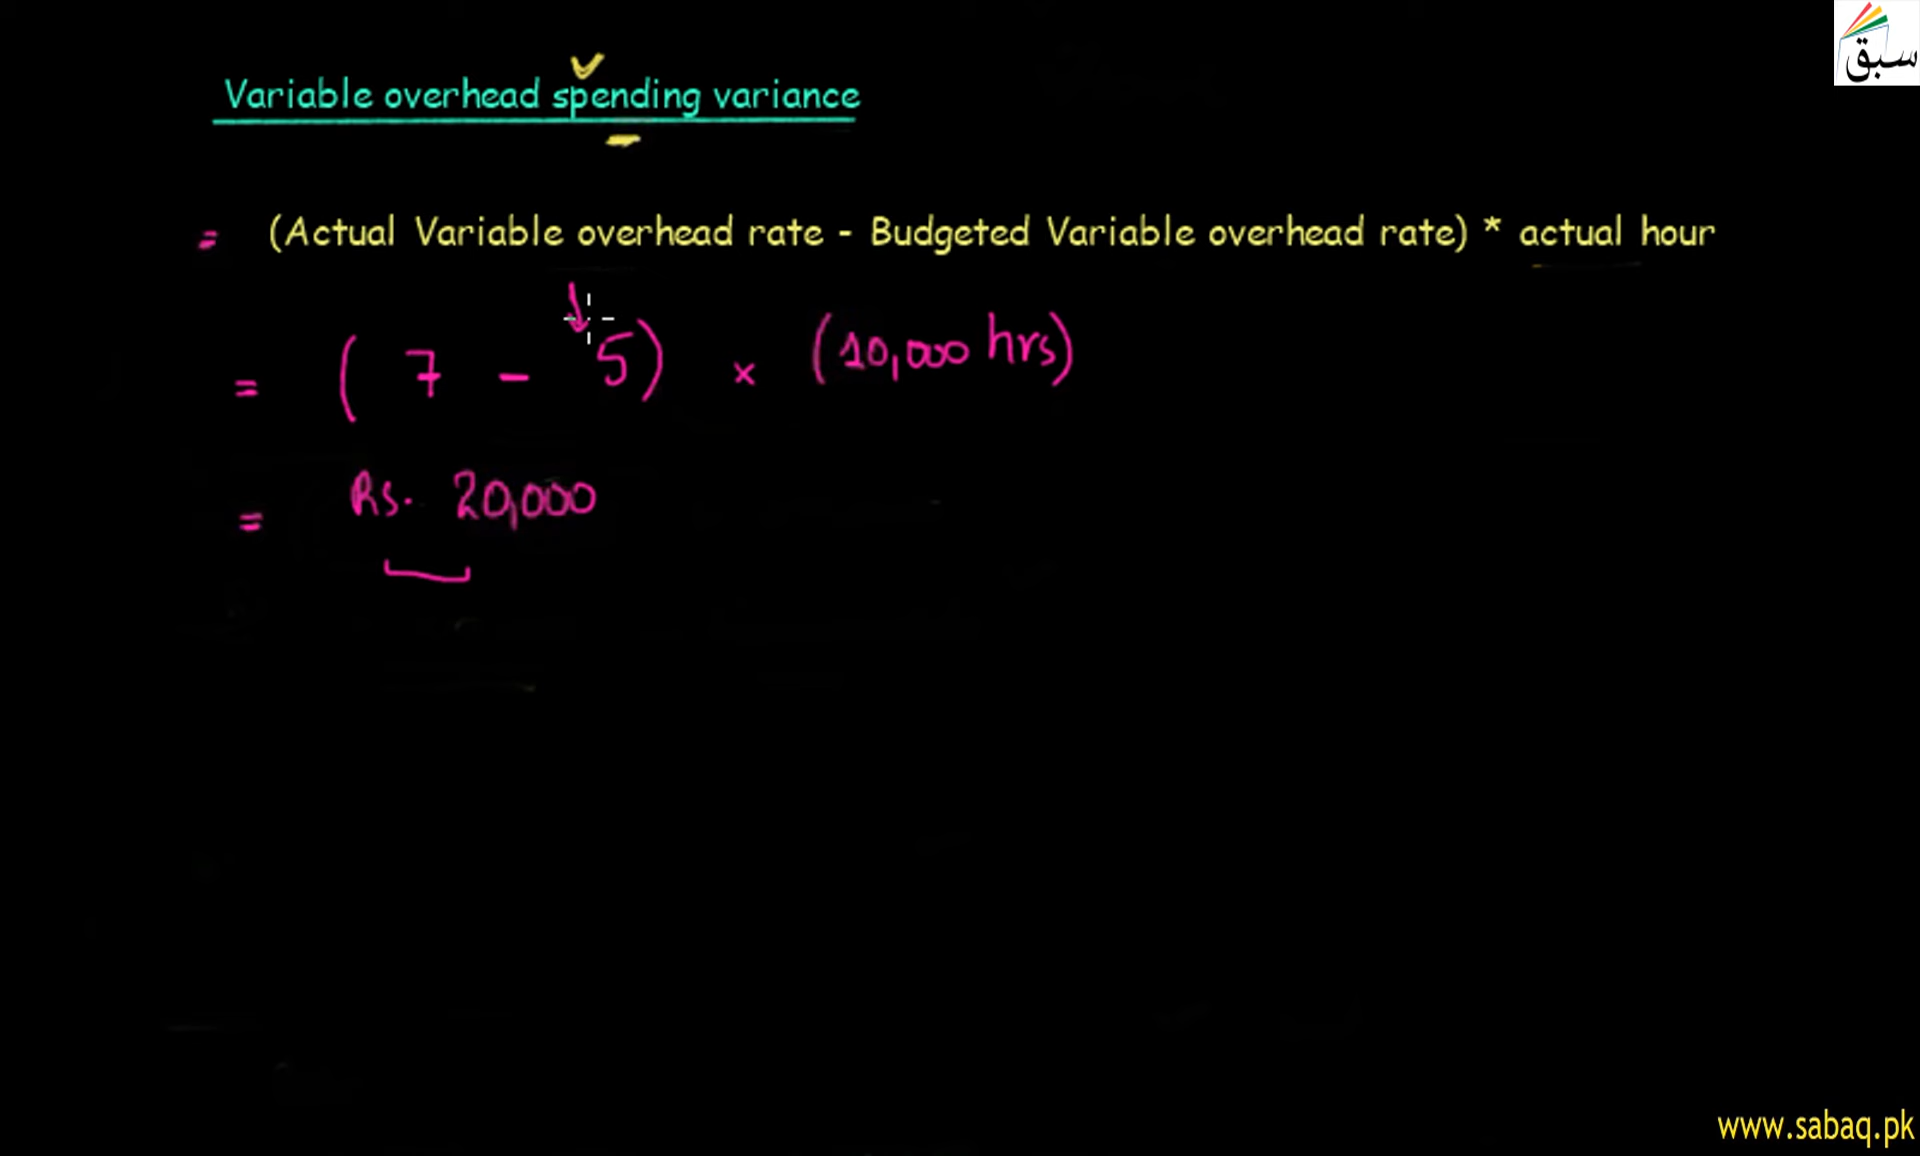 سبق
Variable overhead spending variance
= (Actual Variable overhead rate - Budgeted Variable overhead rate) * actual hour
= ( 7 - 5) × (10,000 hrs)
= Rs. 20,000
www.sabaq.pk